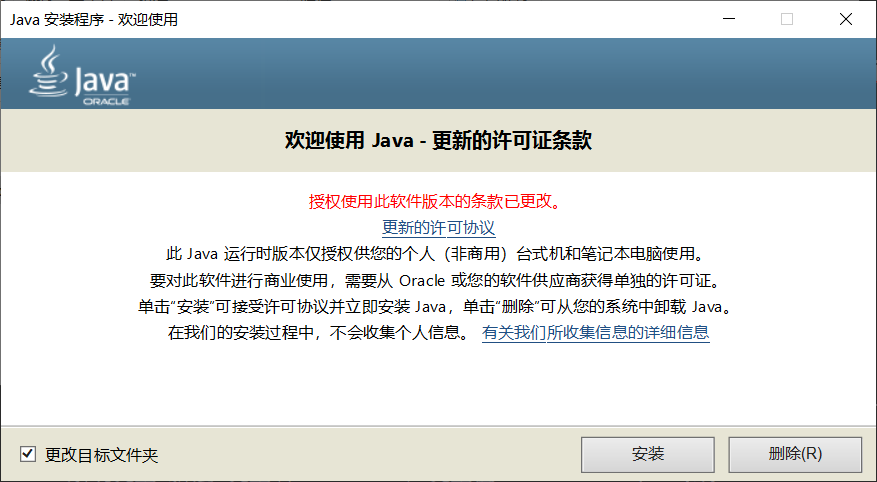 Java 安装程序 - 欢迎使用
Java™
ORACLE
欢迎使用 Java - 更新的许可证条款
授权使用此软件版本的条款已更改。
更新的许可协议
此 Java 运行时版本仅授权供您的个人（非商用）台式机和笔记本电脑使用。
要对此软件进行商业使用，需要从 Oracle 或您的软件供应商获得单独的许可证。
单击“安装”可接受许可协议并立即安装 Java，单击“删除”可从您的系统中卸载 Java。
在我们的安装过程中，不会收集个人信息。 有关我们所收集信息的详细信息
更改目标文件夹
安装
删除(R)